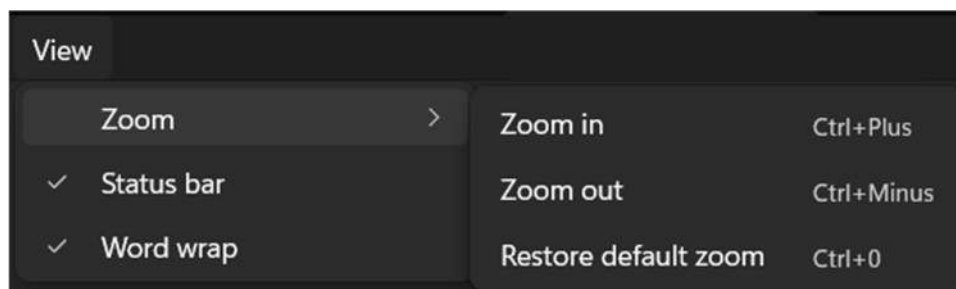 View
Zoom
Status bar
Word wrap
Zoom in Ctrl+Plus
Zoom out Ctrl+Minus
Restore default zoom Ctrl+0